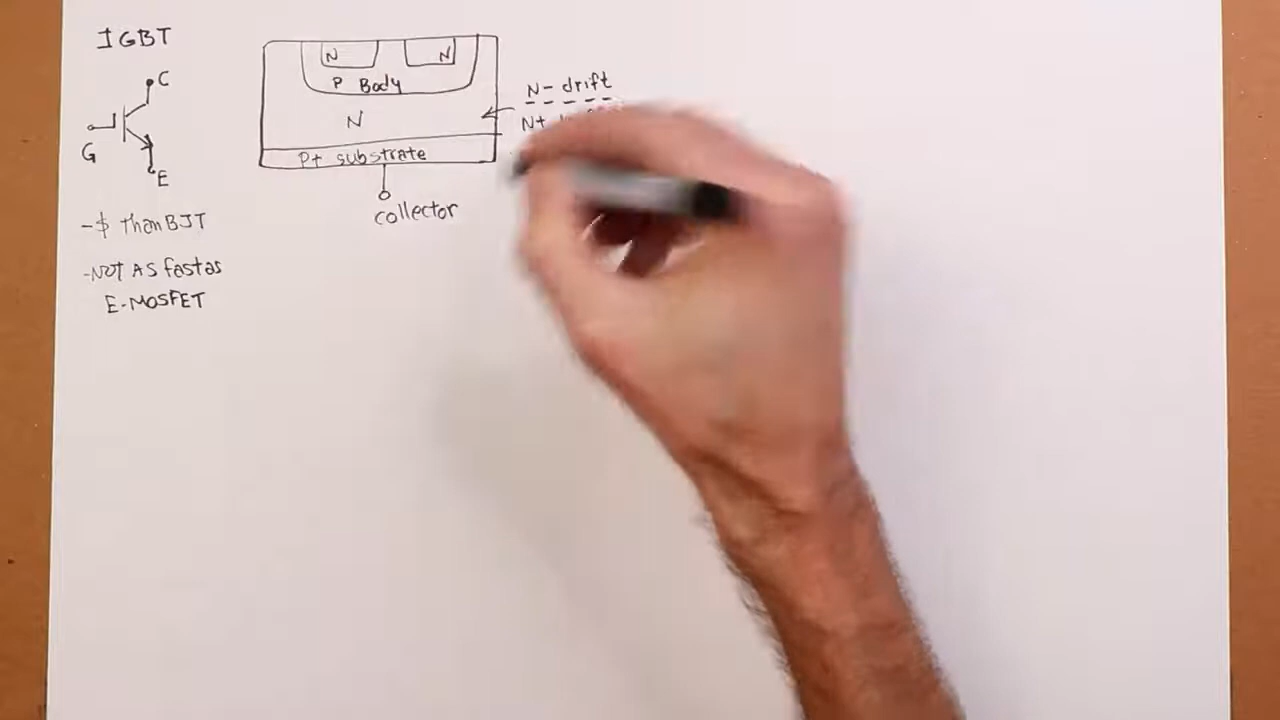 IGBT
C
G
E
-$ than BJT
-NOT AS fast as
E-MOSFET
N N
P Body
N
P+ substrate
collector
N- drift
N+